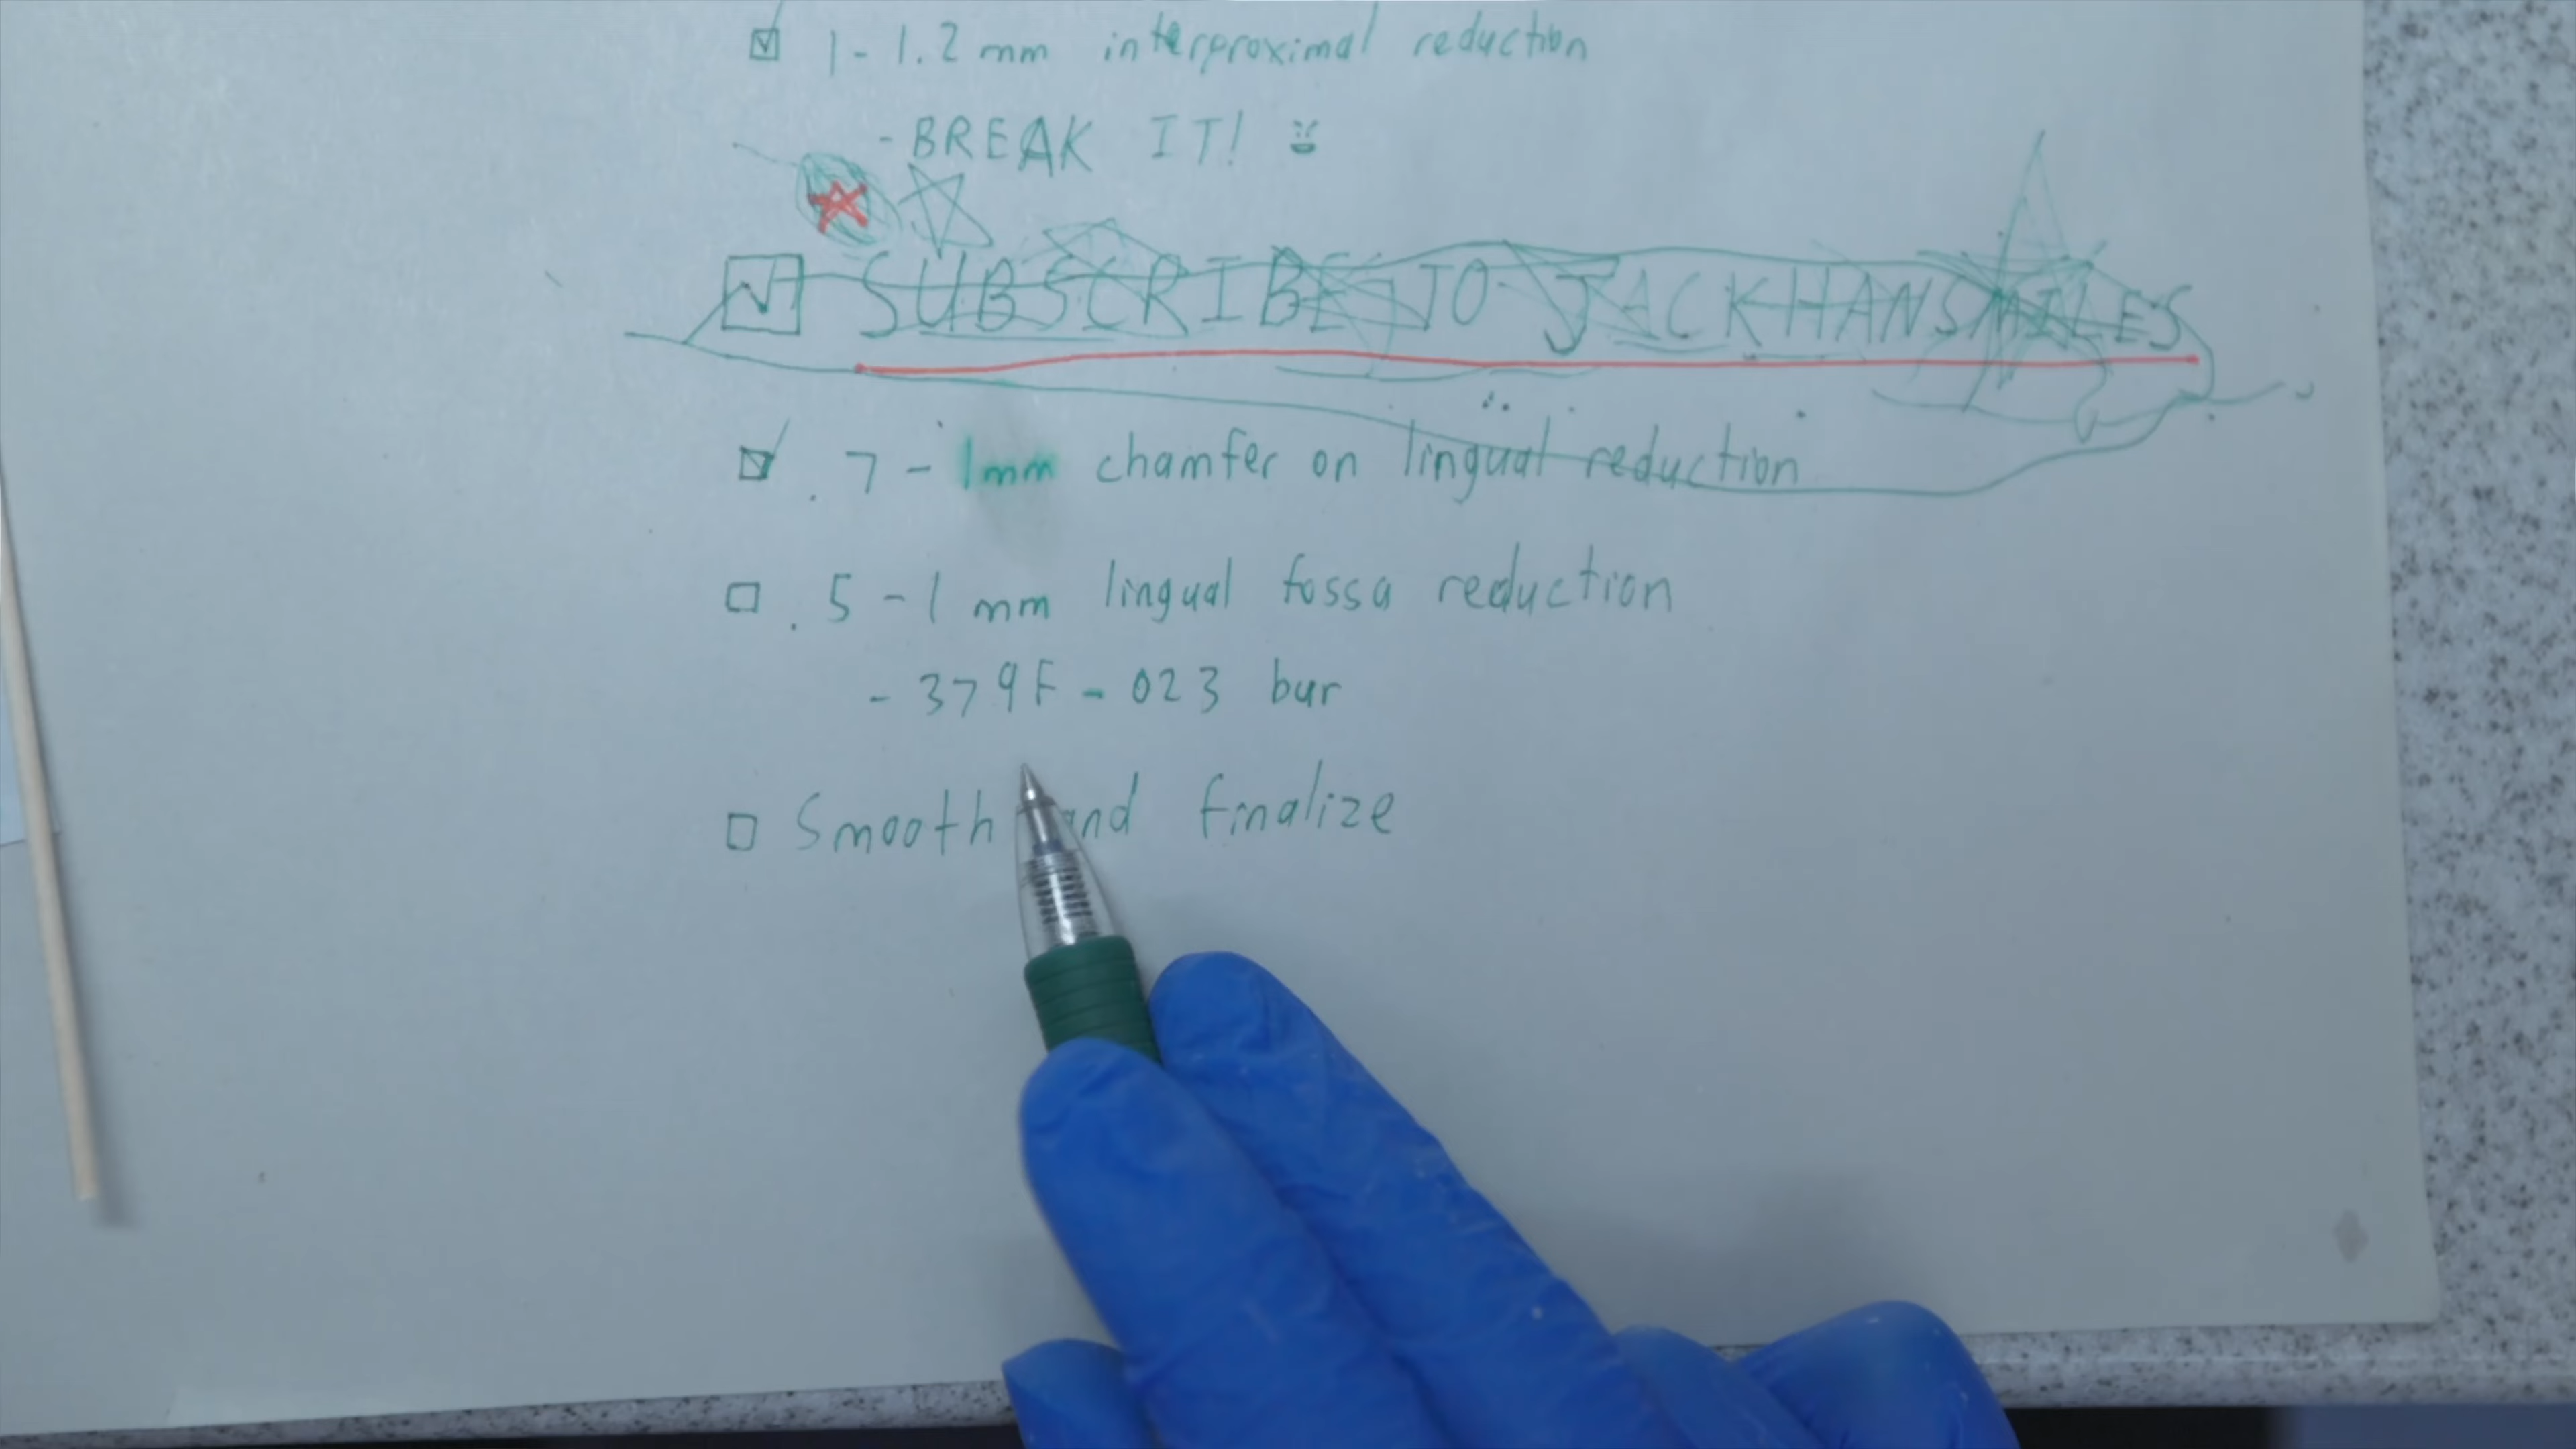 1-1.2 mm interproximal reduction
- BREAK IT!
SUBSCRIBE TO JACKHANSMILES
.7 - 1mm chamfer on lingual reduction
.5 - 1 mm lingual fossa reduction
- 379F - 023 bur
Smooth and finalize